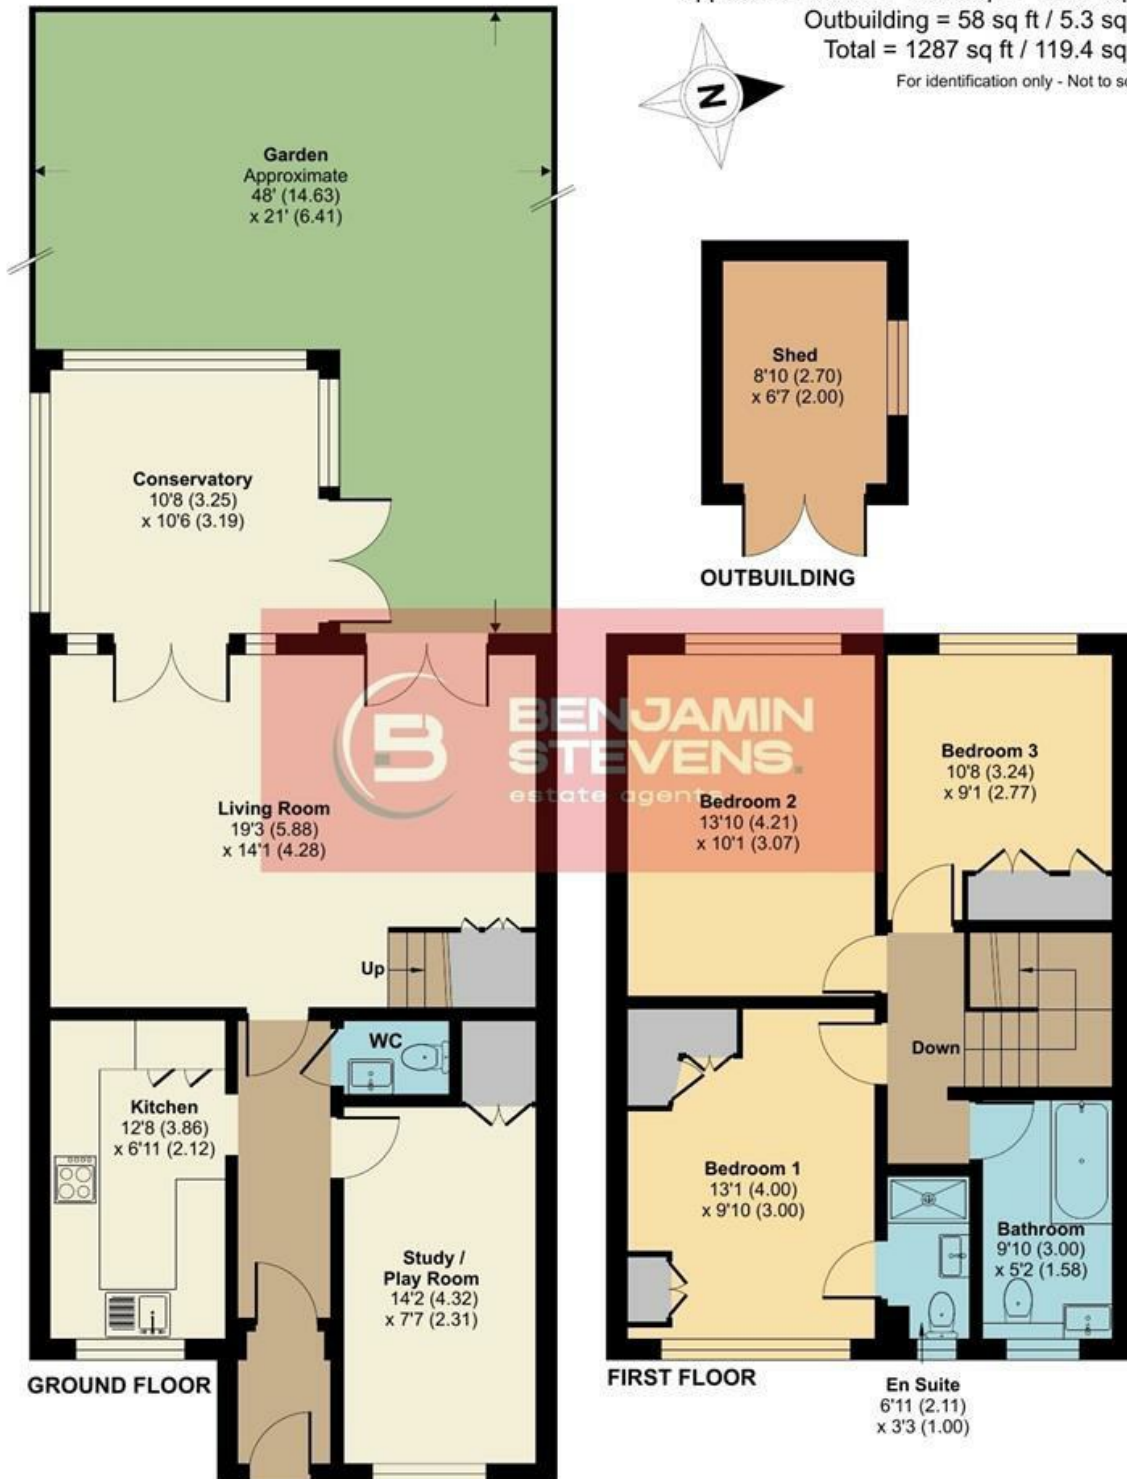 Outbuilding = 58 sq ft / 5.3 sq
Total = 1287 sq ft / 119.4 sq
For identification only - Not to sc
N
Garden
Approximate
48' (14.63)
x 21' (6.41)
Shed
8'10 (2.70)
x 6'7 (2.00)
OUTBUILDING
Conservatory
10'8 (3.25)
x 10'6 (3.19)
B
BENJAMIN
STEVENS.
estate agents
Living Room
19'3 (5.88)
x 14'1 (4.28)
Up
Bedroom 2
13'10 (4.21)
x 10'1 (3.07)
Bedroom 3
10'8 (3.24)
x 9'1 (2.77)
WC
Down
Kitchen
12'8 (3.86)
x 6'11 (2.12)
Study /
Play Room
14'2 (4.32)
x 7'7 (2.31)
Bedroom 1
13'1 (4.00)
x 9'10 (3.00)
Bathroom
9'10 (3.00)
x 5'2 (1.58)
GROUND FLOOR
FIRST FLOOR
En Suite
6'11 (2.11)
x 3'3 (1.00)